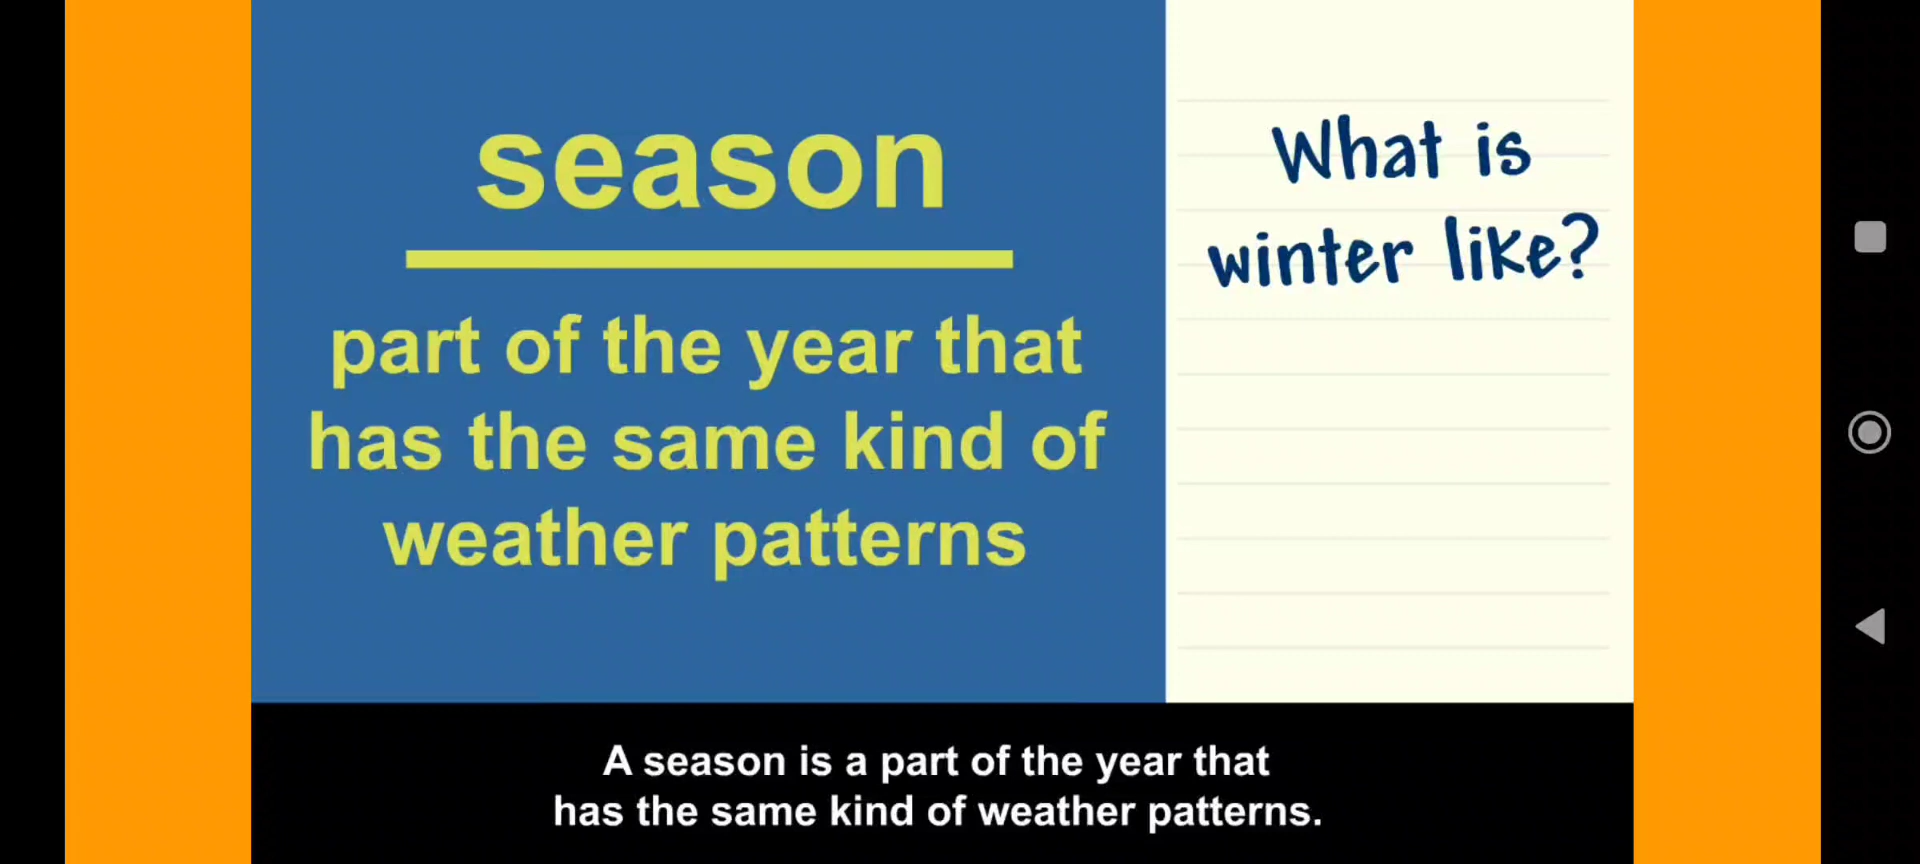 season
part of the year that
has the same kind of
weather patterns
What is
winter like?
A season is a part of the year that
has the same kind of weather patterns.